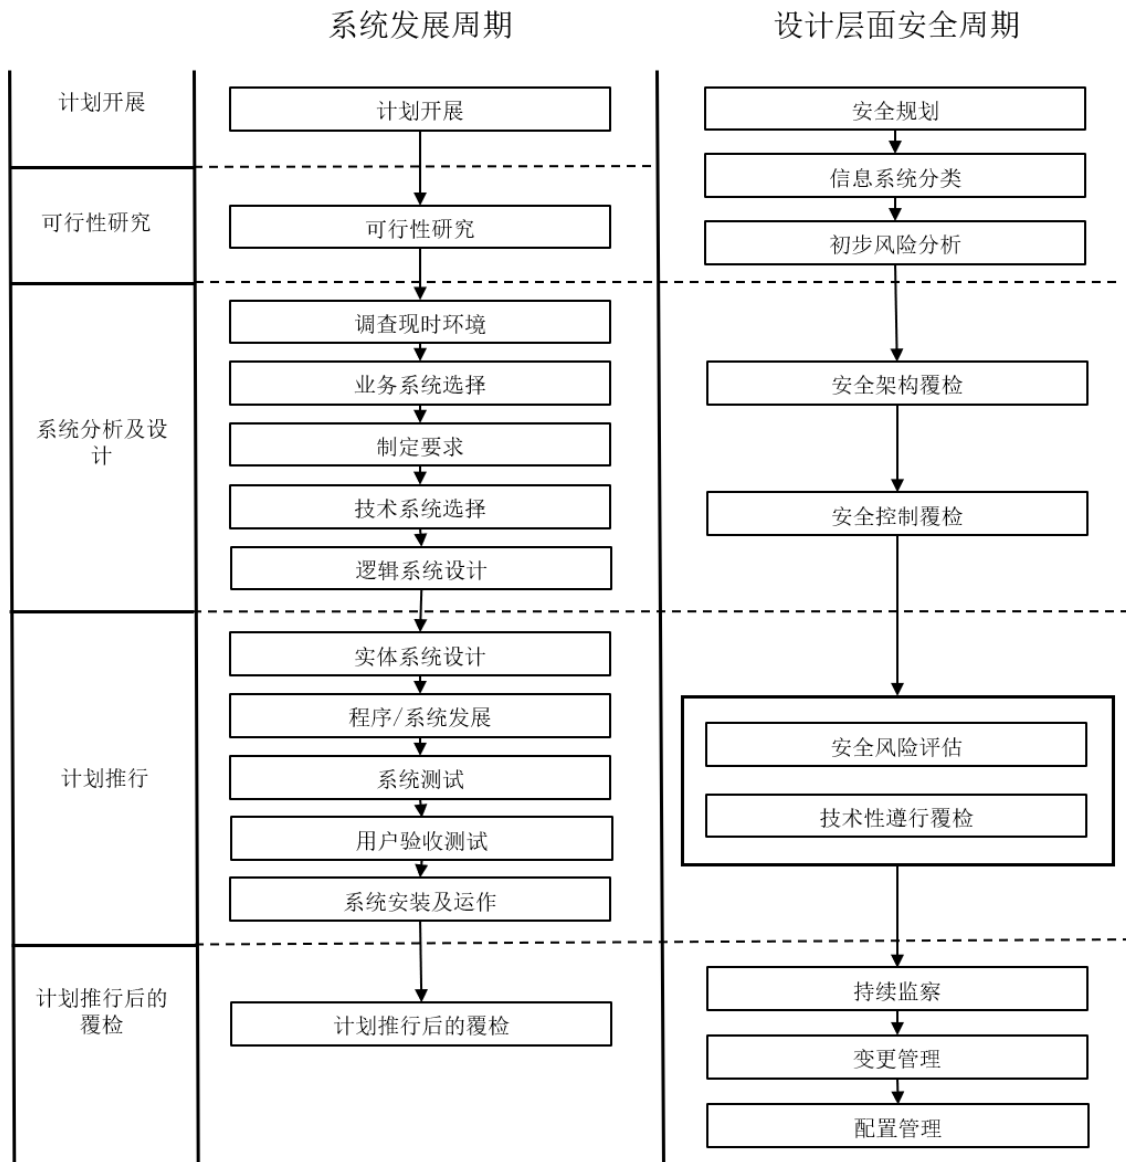 系统发展周期
设计层面安全周期
计划开展
计划开展
安全规划
信息系统分类
可行性研究
可行性研究
初步风险分析
系统分析及设
计
调查现时环境
业务系统选择
制定要求
技术系统选择
逻辑系统设计
安全架构覆检
安全控制覆检
计划推行
实体系统设计
程序/系统发展
系统测试
用户验收测试
系统安装及运作
安全风险评估
技术性遵行覆检
计划推行后的
覆检
计划推行后的覆检
持续监察
变更管理
配置管理